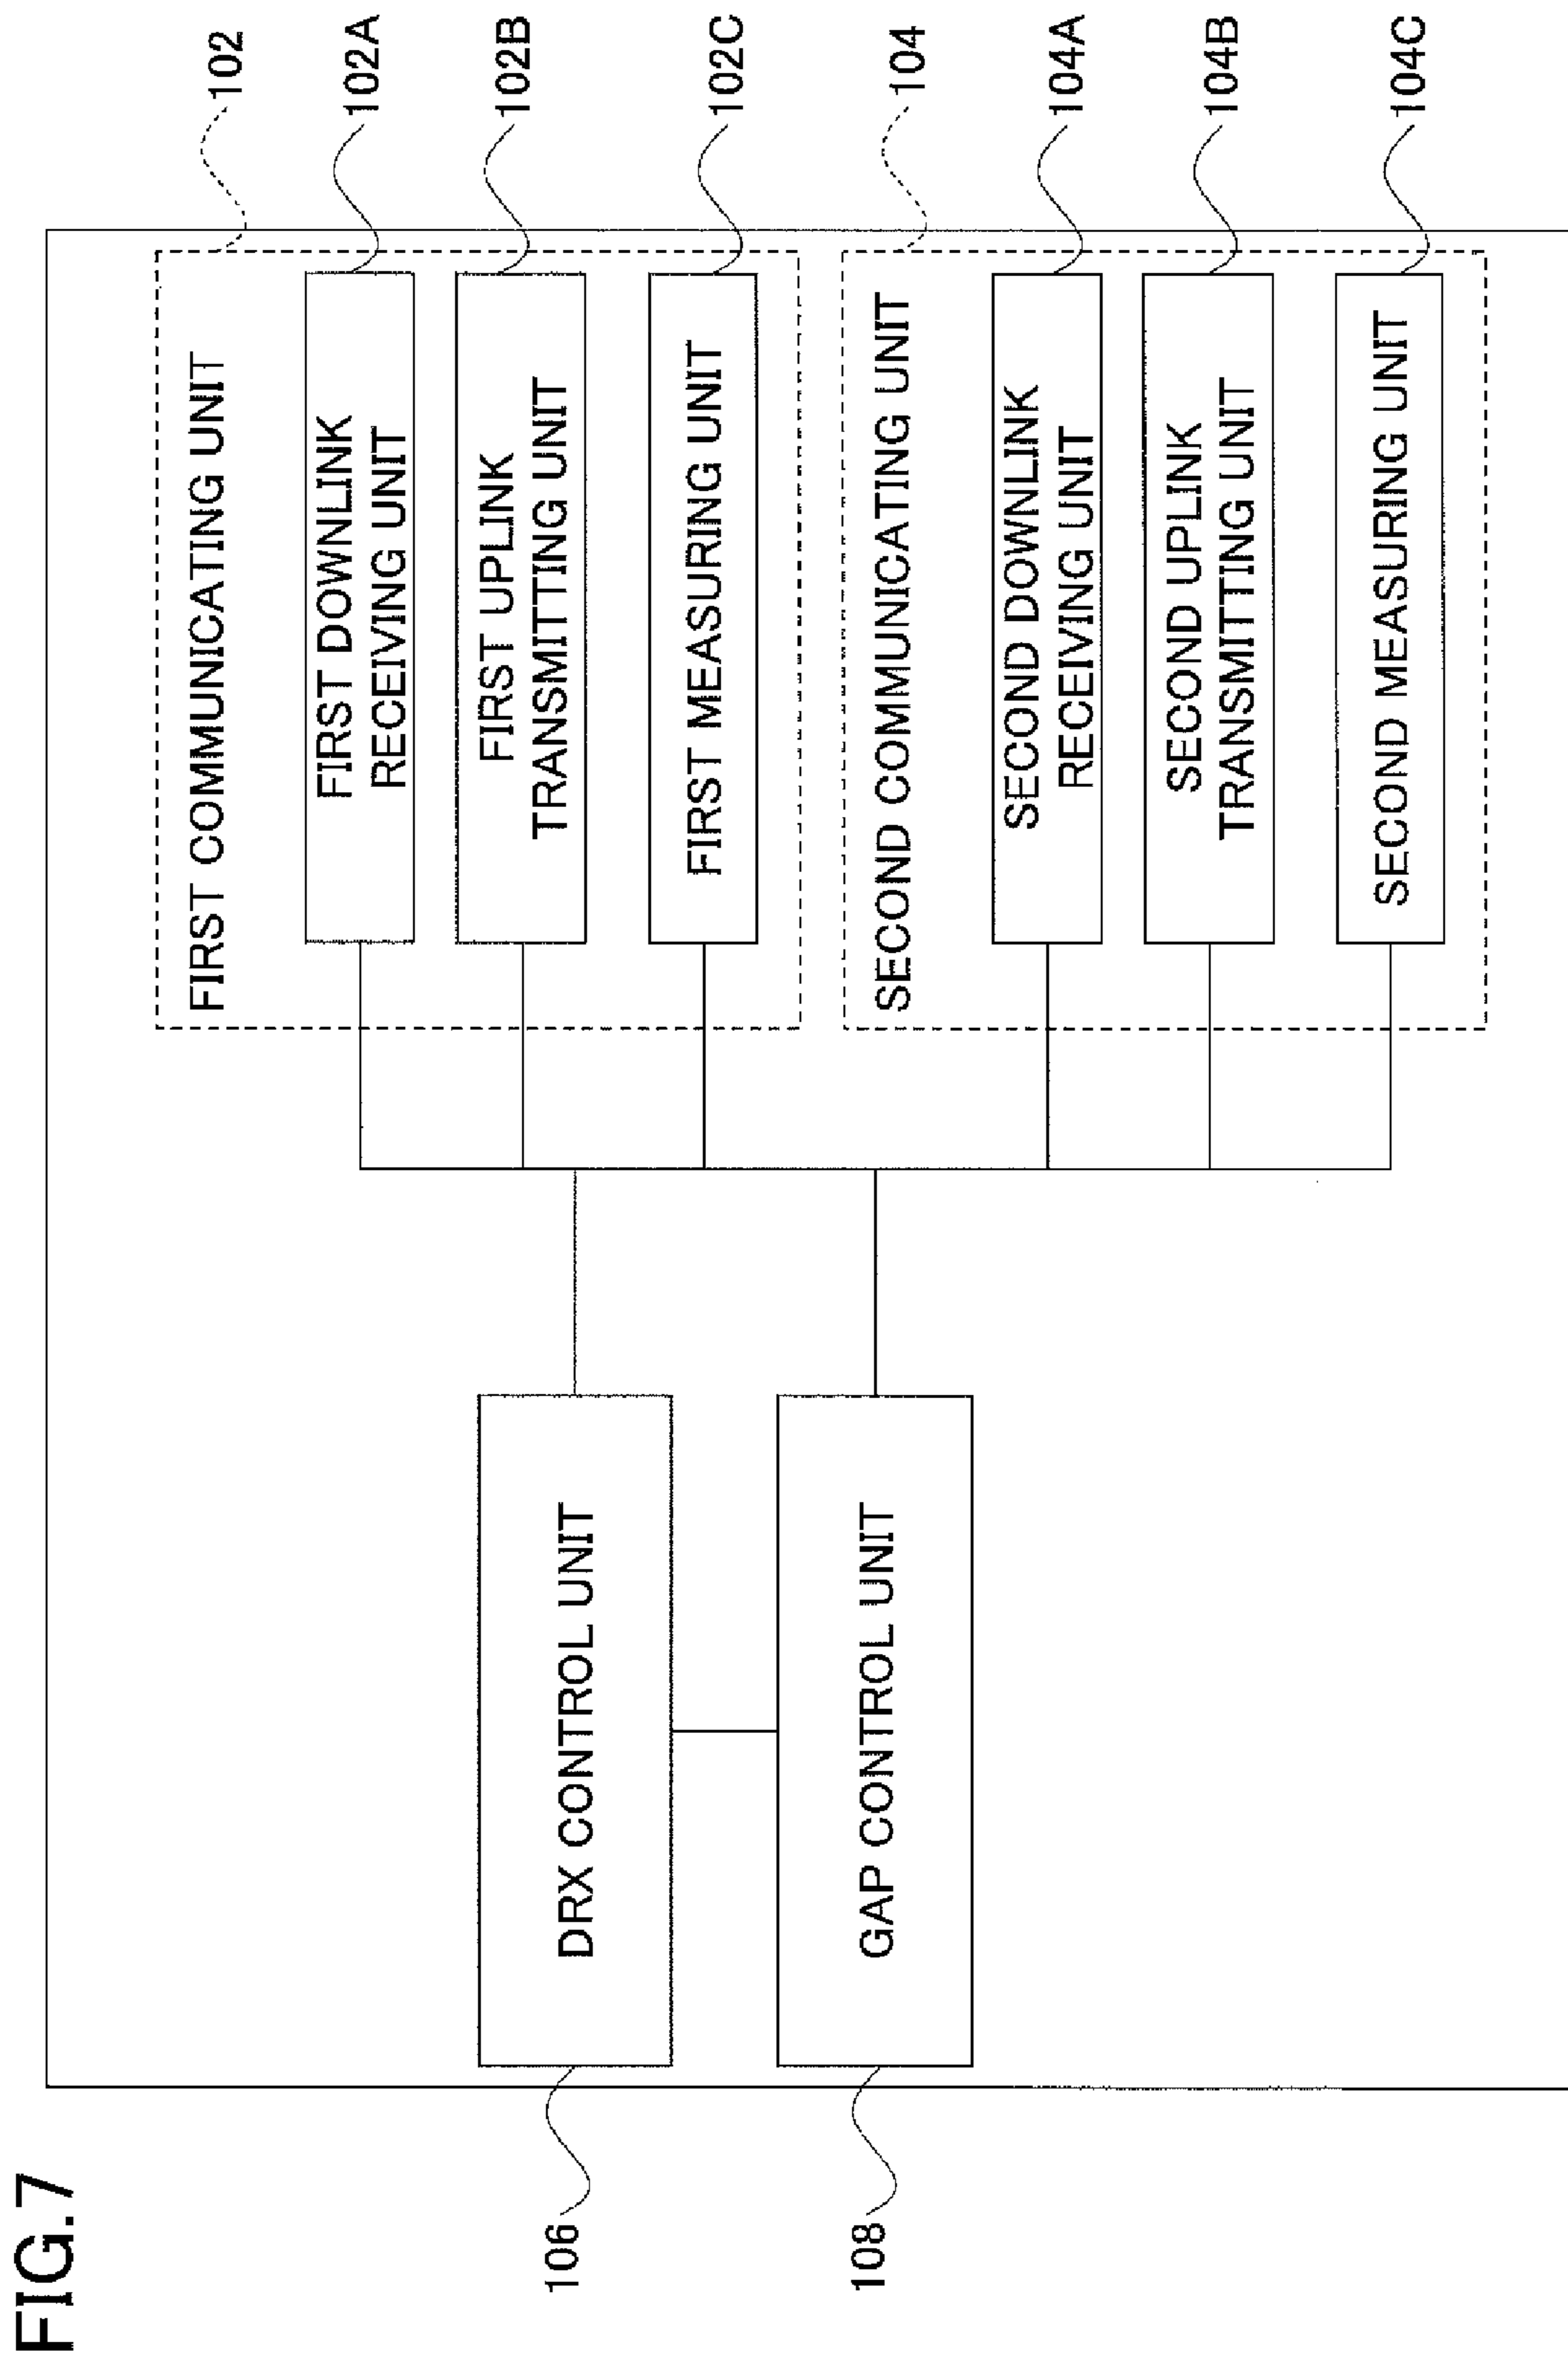 FIG.7
102
FIRST COMMUNICATING UNIT
FIRST DOWNLINK
RECEIVING UNIT
102A
FIRST UPLINK
TRANSMITTING UNIT
102B
FIRST MEASURING UNIT
102C
104
SECOND COMMUNICATING UNIT
SECOND DOWNLINK
RECEIVING UNIT
104A
SECOND UPLINK
TRANSMITTING UNIT
104B
SECOND MEASURING UNIT
104C
106
DRX CONTROL UNIT
108
GAP CONTROL UNIT